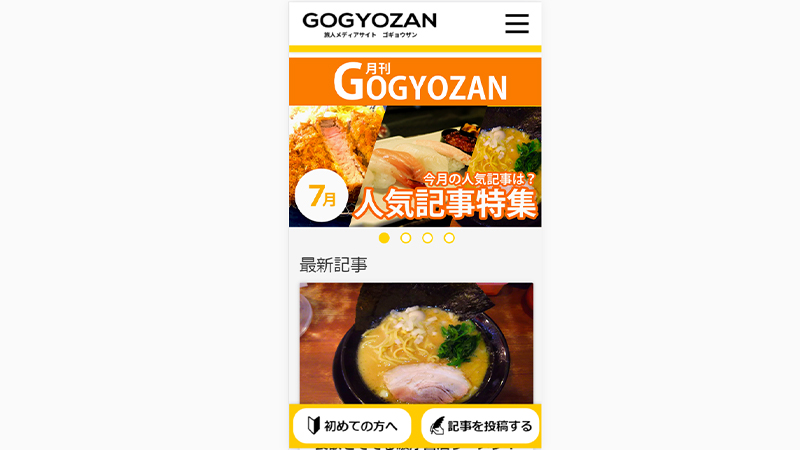 GOGYOZAN
旅人メディアサイト ゴギョウザン
月刊
GOGYOZAN
7月
今月の人気記事は？
人気記事特集
最新記事
初めての方へ
記事を投稿する